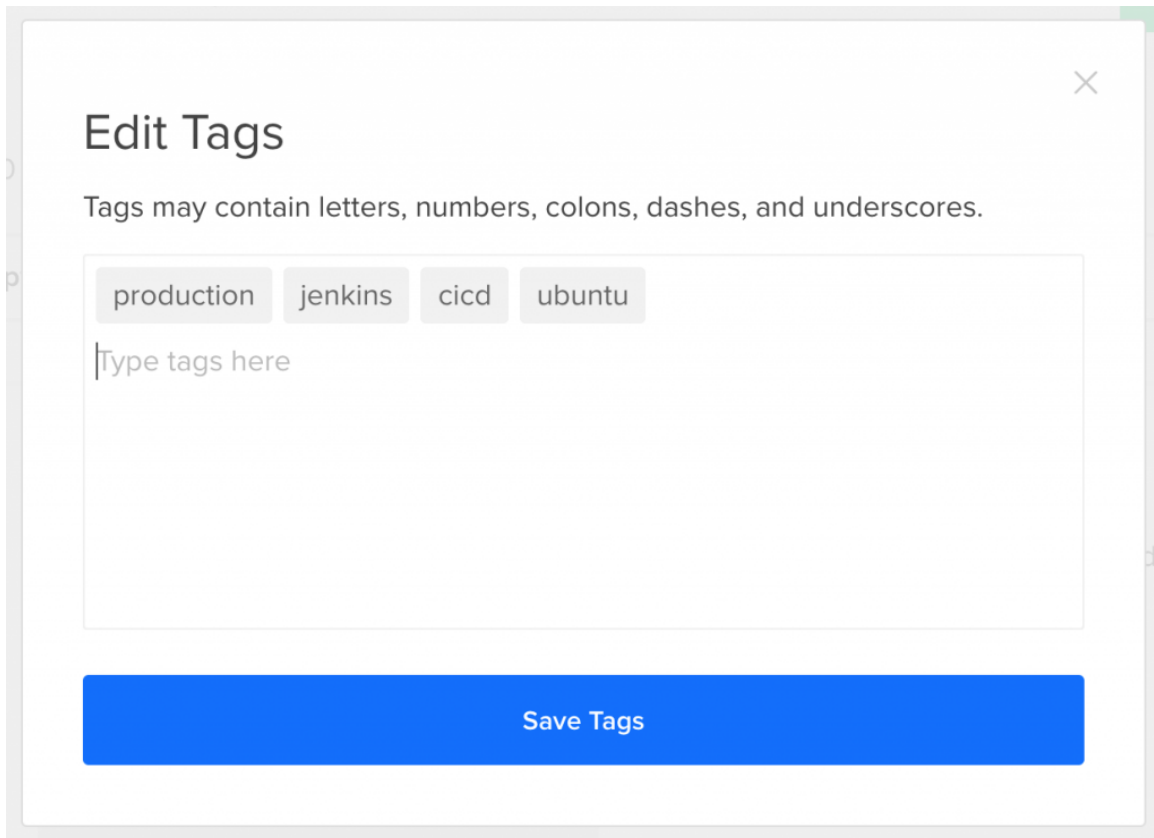 Edit Tags
Tags may contain letters, numbers, colons, dashes, and underscores.
production jenkins cicd ubuntu
Type tags here
Save Tags